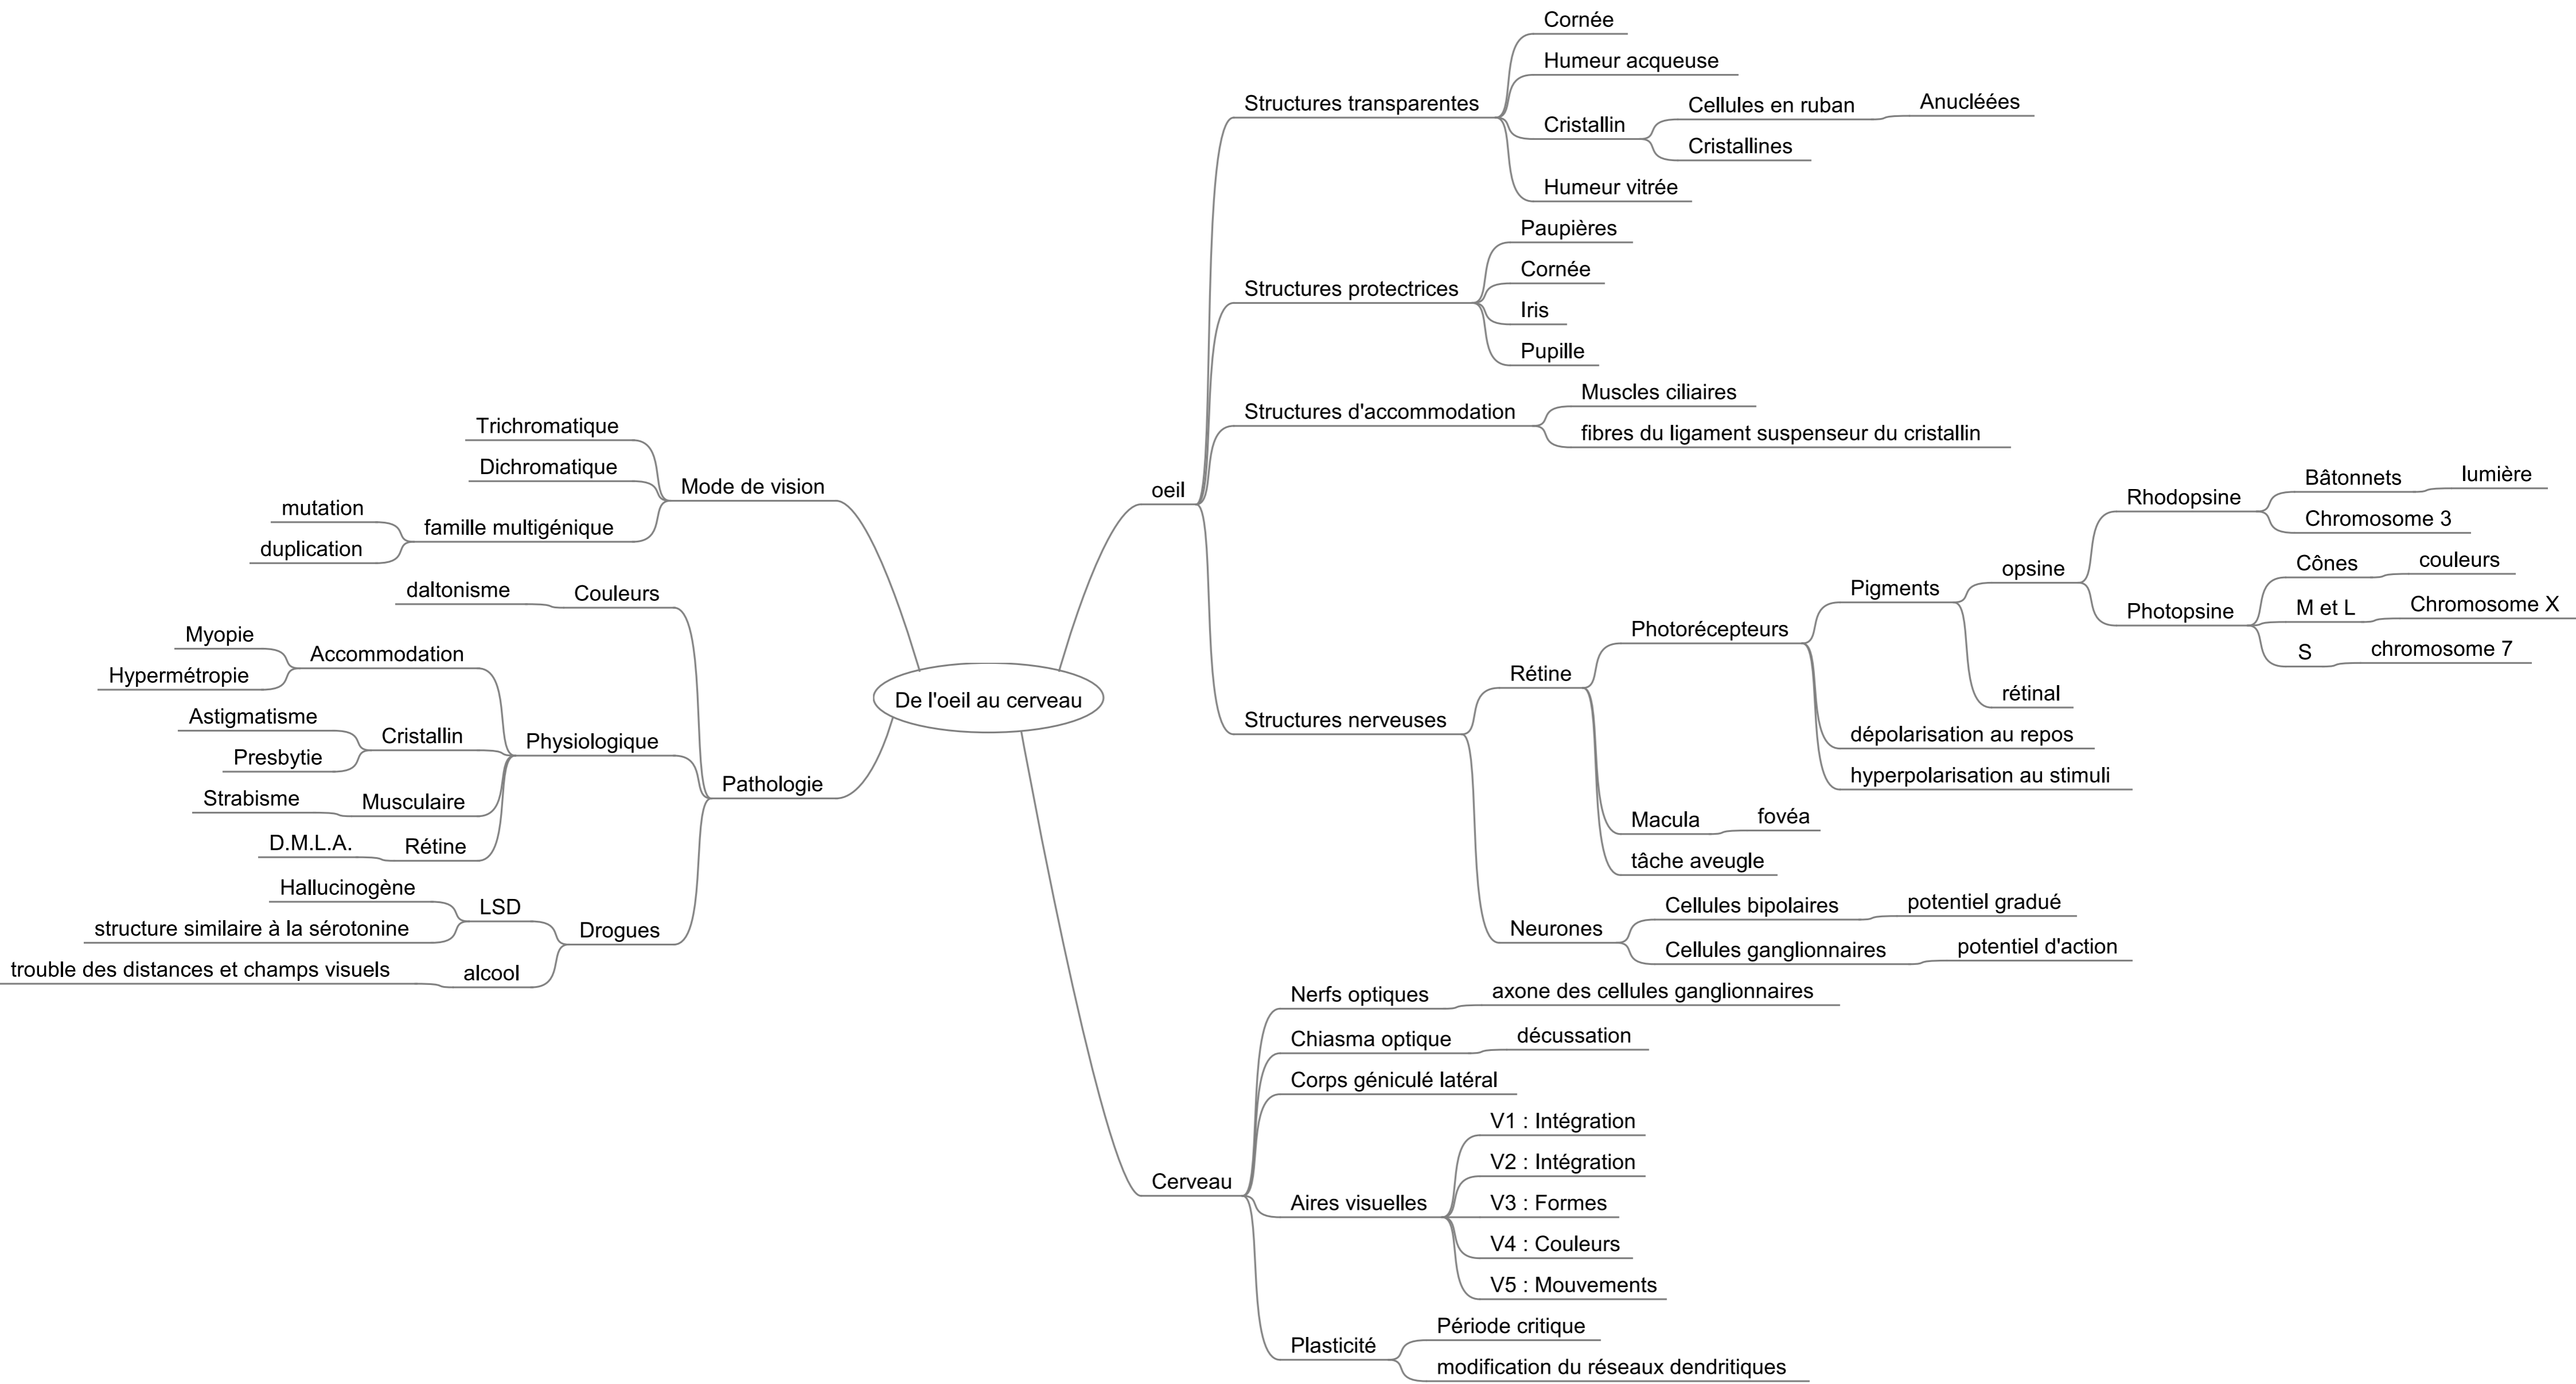 De l'oeil au cerveau
oeil
Structures transparentes
Cornée
Humeur acqueuse
Cristallin
Cellules en ruban
Anucléées
Cristallines
Humeur vitrée
Structures protectrices
Paupières
Cornée
Iris
Pupille
Structures d'accommodation
Muscles ciliaires
fibres du ligament suspenseur du cristallin
Structures nerveuses
Rétine
Photorécepteurs
Pigments
opsine
Rhodopsine
Bâtonnets
lumière
Chromosome 3
Photopsine
Cônes
couleurs
M et L
Chromosome X
S
chromosome 7
rétinal
dépolarisation au repos
hyperpolarisation au stimuli
Macula
fovéa
tâche aveugle
Neurones
Cellules bipolaires
potentiel gradué
Cellules ganglionnaires
potentiel d'action
Cerveau
Nerfs optiques
axone des cellules ganglionnaires
Chiasma optique
décussation
Corps géniculé latéral
Aires visuelles
V1 : Intégration
V2 : Intégration
V3 : Formes
V4 : Couleurs
V5 : Mouvements
Plasticité
Période critique
modification du réseaux dendritiques
Mode de vision
Trichromatique
Dichromatique
famille multigénique
mutation
duplication
Pathologie
Couleurs
daltonisme
Physiologique
Accommodation
Myopie
Hypermétropie
Cristallin
Astigmatisme
Presbytie
Musculaire
Strabisme
Rétine
D.M.L.A.
Drogues
LSD
Hallucinogène
structure similaire à la sérotonine
alcool
trouble des distances et champs visuels